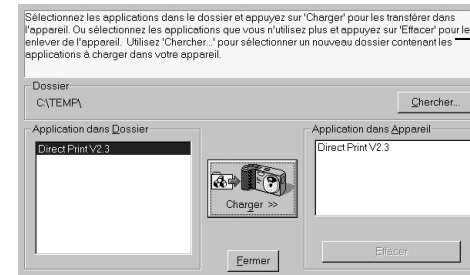 Sélectionnez les applications dans le dossier et appuyez sur 'Charger' pour les transférer dans
l'appareil. Ou sélectionnez les applications que vous n'utilisez plus et appuyez sur 'Effacer' pour le
enlever de l'appareil. Utilisez 'Chercher...' pour sélectionner un nouveau dossier contenant les
applications à charger dans votre appareil.
Dossier
C:\TEMP\
Chercher...
Application dans Dossier
Direct Print V2.3
Charger >>
Fermer
Application dans Appareil
Direct Print V2.3
Effacer